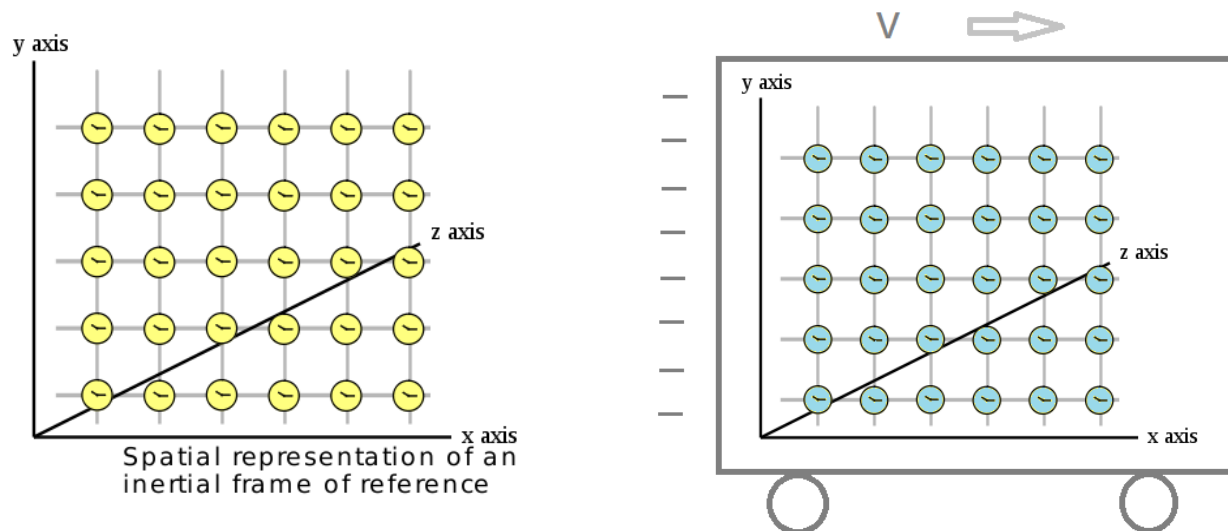 y axis
z axis
x axis
Spatial representation of an
inertial frame of reference
V
y axis
z axis
x axis